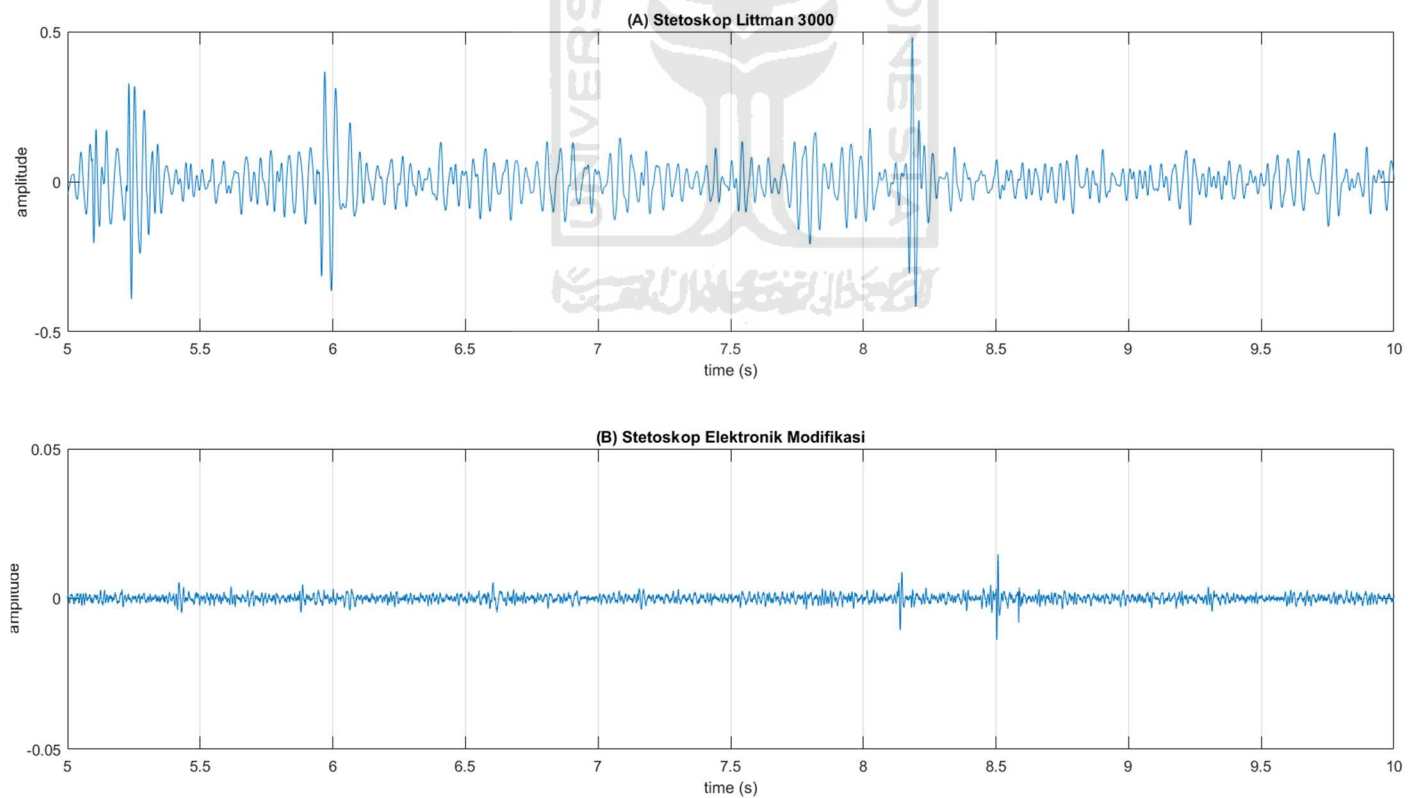 (A) Stetoskop Littman 3000
0.5
amplitude
0
-0.5
5 5.5 6 6.5 7 7.5 8 8.5 9 9.5 10
time (s)
UNIVERS
ONESIA
(B) Stetoskop Elektronik Modifikasi
0.05
amplitude
0
-0.05
5 5.5 6 6.5 7 7.5 8 8.5 9 9.5 10
time (s)